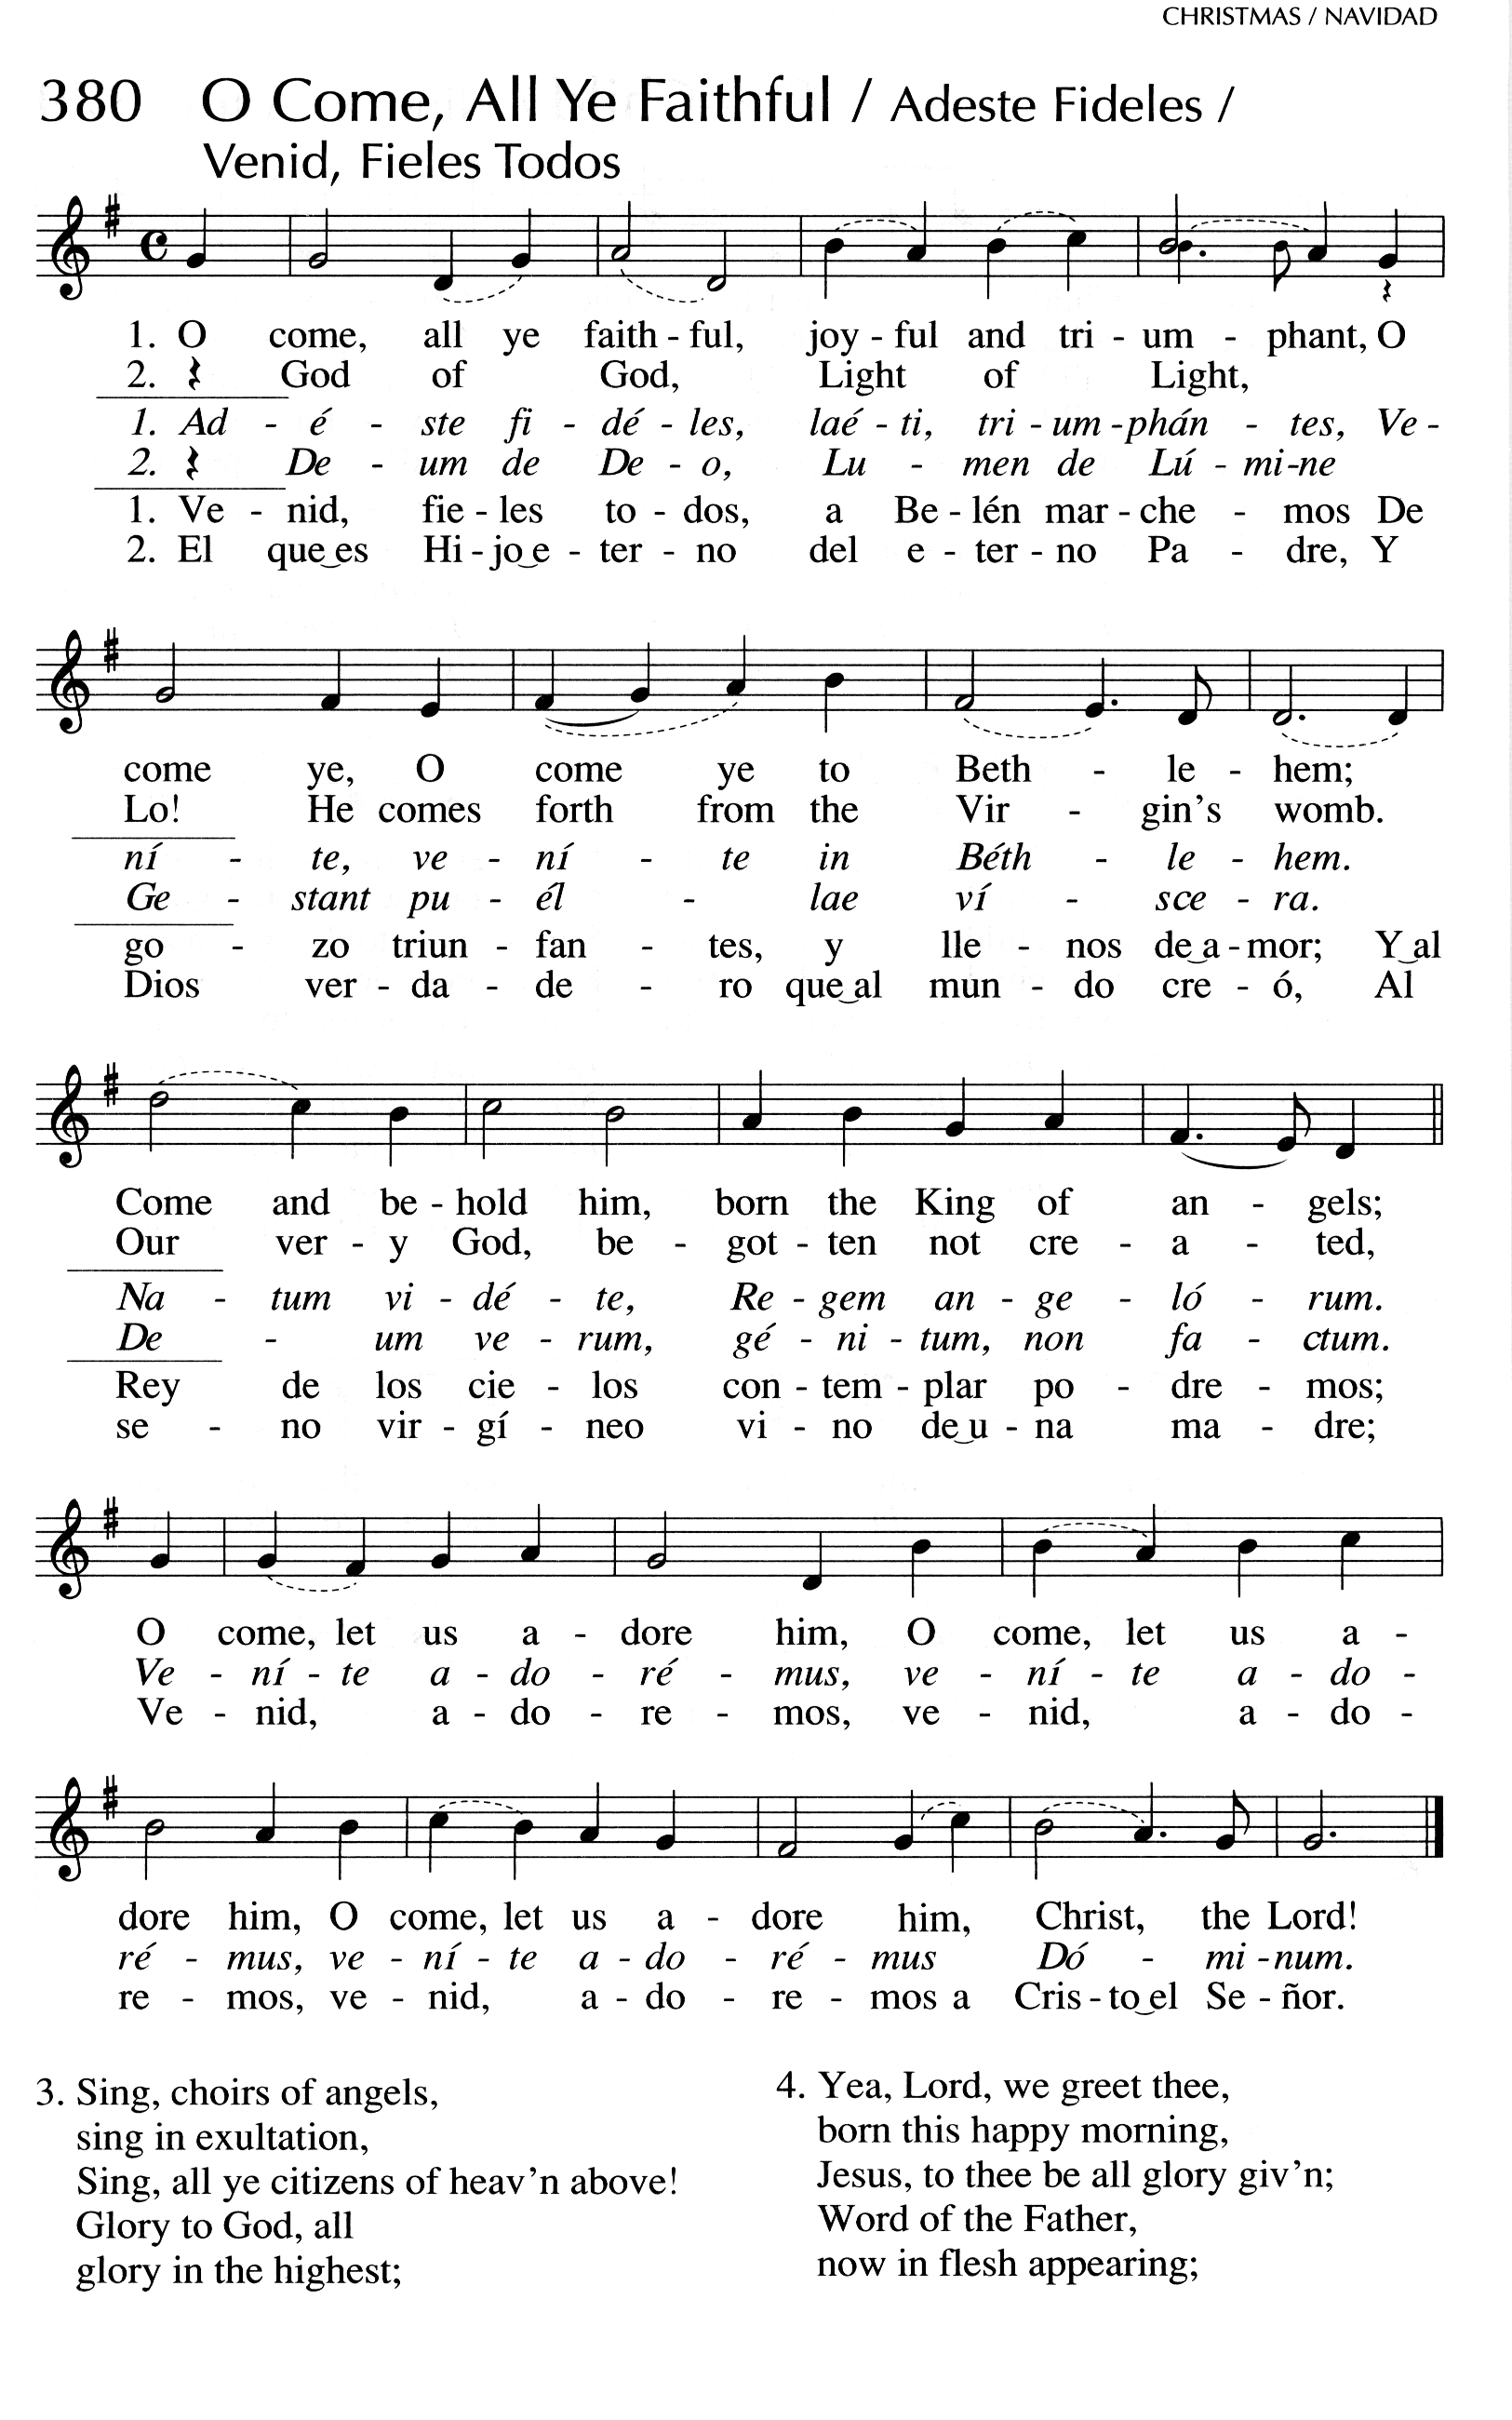 CHRISTMAS / NAVIDAD
380 O Come, All Ye Faithful / Adeste Fideles /
Venid, Fieles Todos
1. O come, all ye faith - ful, joy - ful and tri - um - phant, O
2. God of God, Light of Light,
1. Ad - é - ste fi - dé - les, laé - ti, tri - um - phán - tes, Ve -
2. De - um de De - o, Lu - men de Lú - mi - ne
1. Ve - nid, fie - les to - dos, a Be - lén mar - che - mos De
2. El que‿es Hi - jo‿e - ter - no del e - ter - no Pa - dre, Y
come ye, O come ye to Beth - le - hem;
Lo! He comes forth from the Vir - gin's womb.
ní - te, ve - ní - te in Béth - le - hem.
Ge - stant pu - él - lae ví - sce - ra.
go - zo triun - fan - tes, y lle - nos de‿a - mor; Y‿al
Dios ver - da - de - ro que‿al mun - do cre - ó, Al
Come and be - hold him, born the King of an - gels;
Our ver - y God, be - got - ten not cre - a - ted,
Na - tum vi - dé - te, Re - gem an - ge - ló - rum.
De - um ve - rum, gé - ni - tum, non fa - ctum.
Rey de los cie - los con - tem - plar po - dre - mos;
se - no vir - gí - neo vi - no de‿u - na ma - dre;
O come, let us a - dore him, O come, let us a -
Ve - ní - te a - do - ré - mus, ve - ní - te a - do -
Ve - nid, a - do - re - mos, ve - nid, a - do -
dore him, O come, let us a - dore him, Christ, the Lord!
ré - mus, ve - ní - te a - do - ré - mus Dó - mi - num.
re - mos, ve - nid, a - do - re - mos a Cris - to‿el Se - ñor.
3. Sing, choirs of angels,
sing in exultation,
Sing, all ye citizens of heav'n above!
Glory to God, all
glory in the highest;
4. Yea, Lord, we greet thee,
born this happy morning,
Jesus, to thee be all glory giv'n;
Word of the Father,
now in flesh appearing;